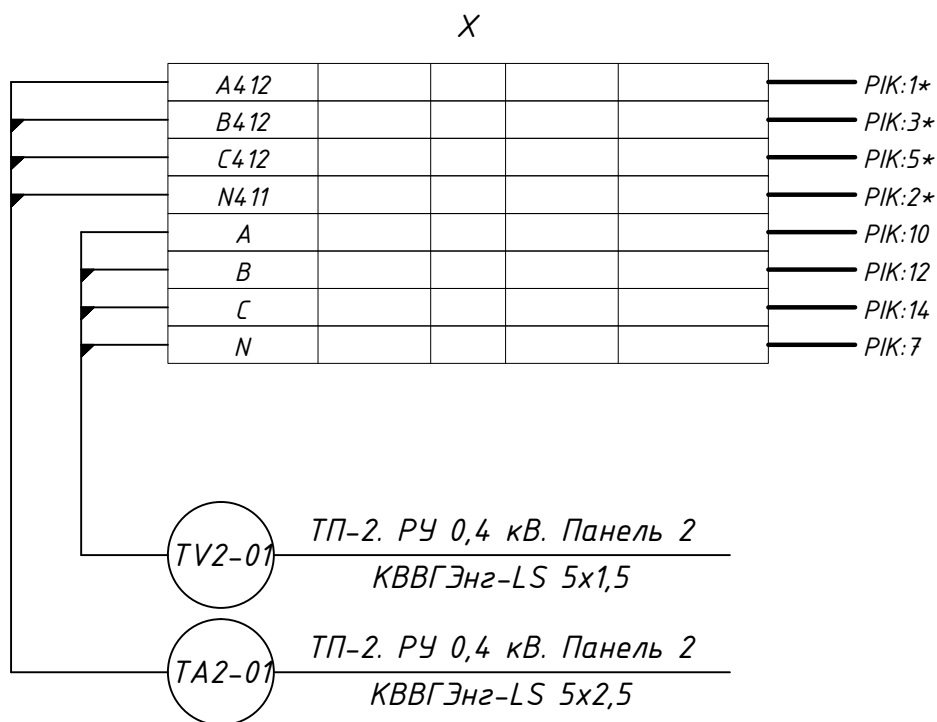 X
A412 PIK:1*
B412 PIK:3*
C412 PIK:5*
N411 PIK:2*
A PIK:10
B PIK:12
C PIK:14
N PIK:7
TV2-01 ТП-2. РУ 0,4 кВ. Панель 2
КВВГЭнг-LS 5x1,5
TA2-01 ТП-2. РУ 0,4 кВ. Панель 2
КВВГЭнг-LS 5x2,5